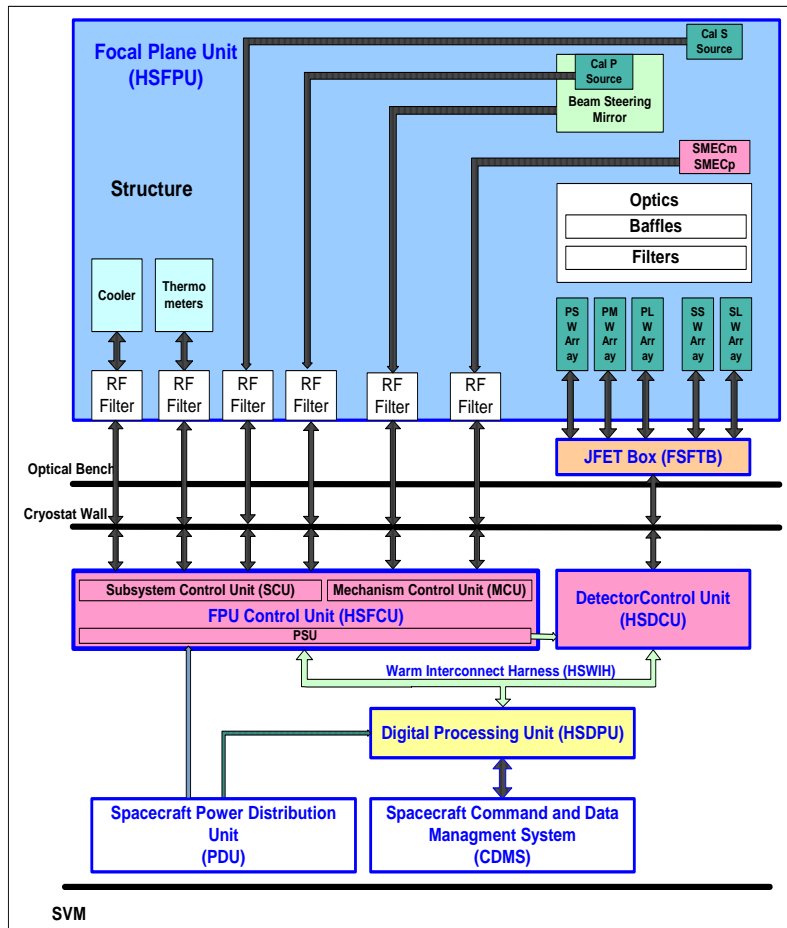 Focal Plane Unit
(HSFPU)
Cal S
Source
Cal P
Source
Beam Steering
Mirror
SMECm
SMECp
Structure
Optics
Baffles
Filters
Cooler
Thermo
meters
PS
W
Arr
ay
PM
W
Arr
ay
PL
W
Arr
ay
SS
W
Arr
ay
SL
W
Arr
ay
RF
Filter
RF
Filter
RF
Filter
RF
Filter
RF
Filter
RF
Filter
JFET Box (FSFTB)
Optical Bench
Cryostat Wall
Subsystem Control Unit (SCU)
Mechanism Control Unit (MCU)
FPU Control Unit (HSFCU)
PSU
DetectorControl Unit
(HSDCU)
Warm Interconnect Harness (HSWIH)
Digital Processing Unit (HSDPU)
Spacecraft Power Distribution
Unit
(PDU)
Spacecraft Command and Data
Managment System
(CDMS)
SVM